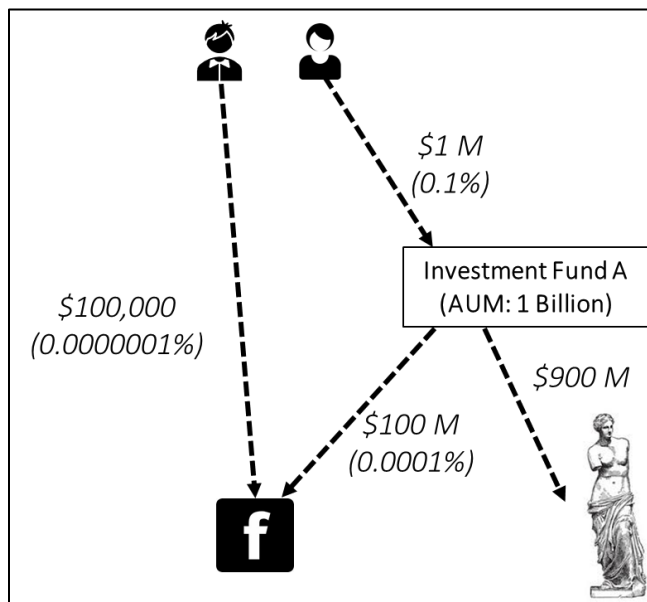 $1 M
(0.1%)
Investment Fund A
(AUM: 1 Billion)
$100,000
(0.0000001%)
$900 M
$100 M
(0.0001%)
f